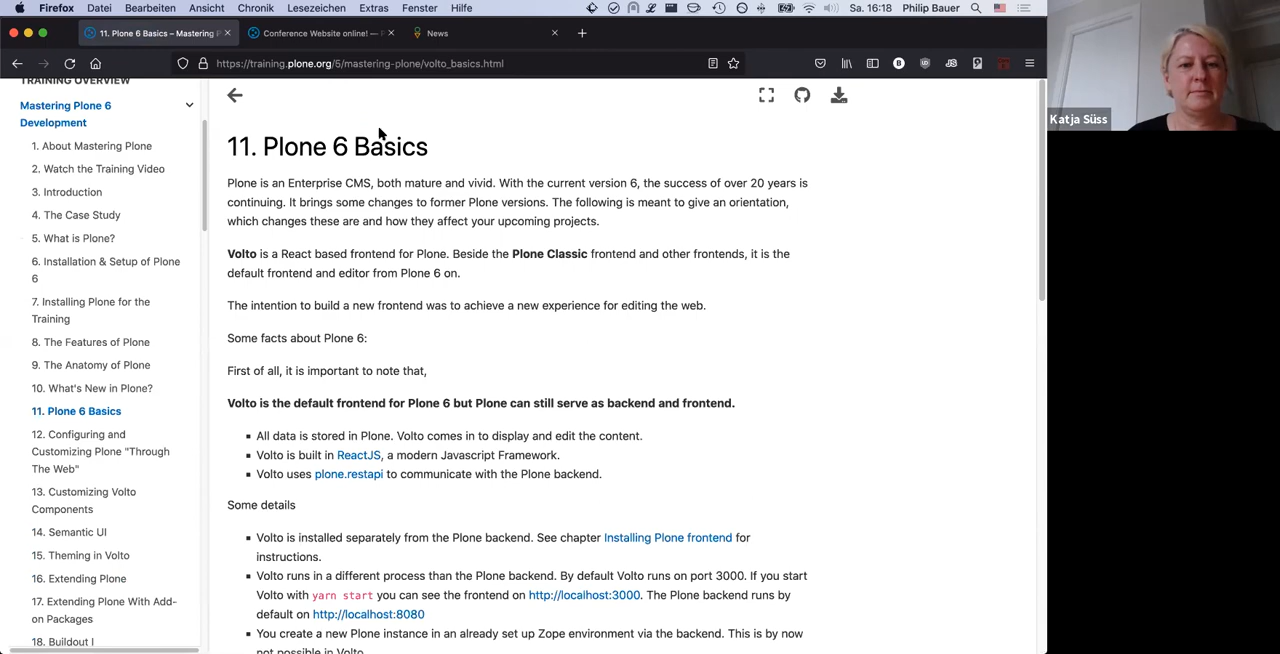 Firefox Datei Bearbeiten Ansicht Chronik Lesezeichen Extras Fenster Hilfe Sa. 16:18 Philip Bauer
11. Plone 6 Basics – Mastering P × Conference Website online! — P × News × +
https://training.plone.org/5/mastering-plone/volto_basics.html
TRAINING OVERVIEW
Mastering Plone 6
Development
1. About Mastering Plone
2. Watch the Training Video
3. Introduction
4. The Case Study
5. What is Plone?
6. Installation & Setup of Plone
6
7. Installing Plone for the
Training
8. The Features of Plone
9. The Anatomy of Plone
10. What's New in Plone?
11. Plone 6 Basics
12. Configuring and
Customizing Plone "Through
The Web"
13. Customizing Volto
Components
14. Semantic UI
15. Theming in Volto
16. Extending Plone
17. Extending Plone With Add-
on Packages
18. Buildout I
11. Plone 6 Basics
Plone is an Enterprise CMS, both mature and vivid. With the current version 6, the success of over 20 years is
continuing. It brings some changes to former Plone versions. The following is meant to give an orientation,
which changes these are and how they affect your upcoming projects.
Volto is a React based frontend for Plone. Beside the Plone Classic frontend and other frontends, it is the
default frontend and editor from Plone 6 on.
The intention to build a new frontend was to achieve a new experience for editing the web.
Some facts about Plone 6:
First of all, it is important to note that,
Volto is the default frontend for Plone 6 but Plone can still serve as backend and frontend.
▪ All data is stored in Plone. Volto comes in to display and edit the content.
▪ Volto is built in ReactJS, a modern Javascript Framework.
▪ Volto uses plone.restapi to communicate with the Plone backend.
Some details
▪ Volto is installed separately from the Plone backend. See chapter Installing Plone frontend for
instructions.
▪ Volto runs in a different process than the Plone backend. By default Volto runs on port 3000. If you start
Volto with yarn start you can see the frontend on http://localhost:3000. The Plone backend runs by
default on http://localhost:8080
▪ You create a new Plone instance in an already set up Zope environment via the backend. This is by now
not possible in Volto.
Katja Süss